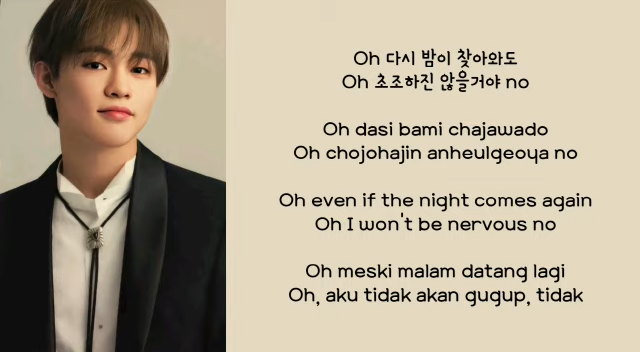 Oh 다시 밤이 찾아와도
Oh 초조하진 않을거야 no
Oh dasi bami chajawado
Oh chojohajin anheulgeoya no
Oh even if the night comes again
Oh I won't be nervous no
Oh meski malam datang lagi
Oh, aku tidak akan gugup, tidak